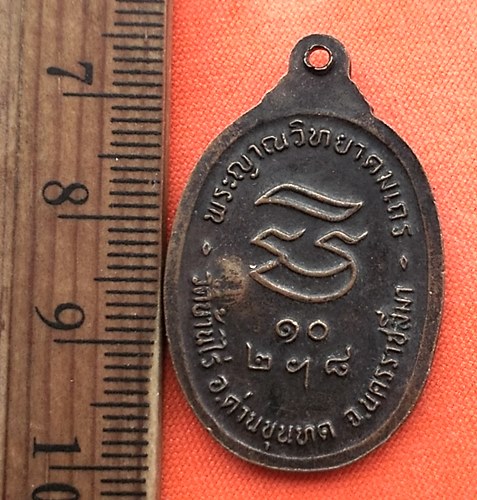 พระญาณวิทยาคมเถร
๑๐
๒ ๙ ๘
วัดบ้านไร่ อ.ด่านขุนทด จ.นครราชสีมา
7
8
9
10